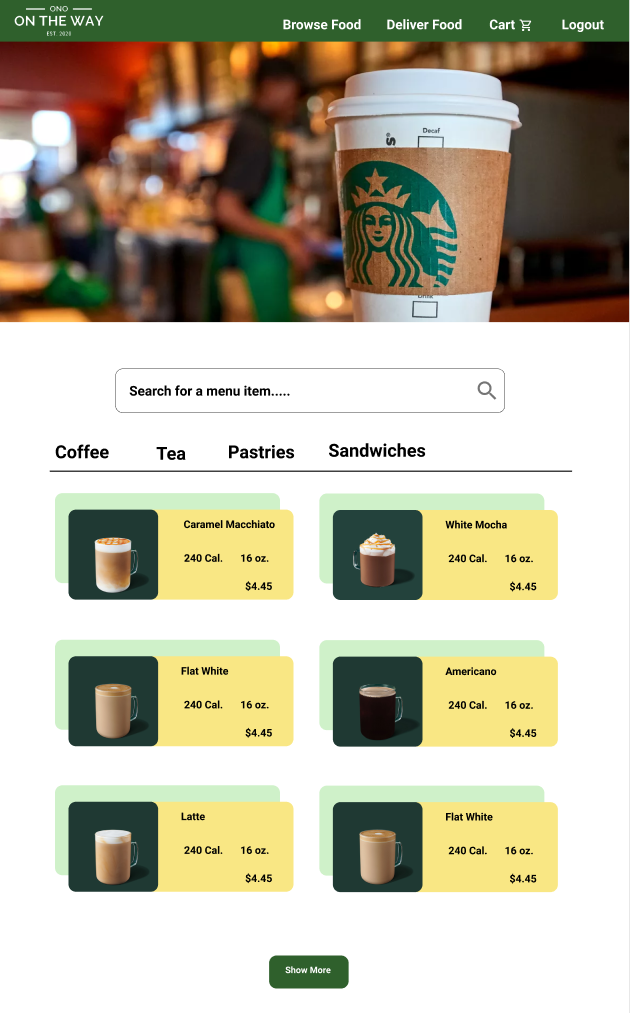 ONO
ON THE WAY
EST. 2020
Browse Food Deliver Food Cart Logout
Decaf
Drink
Search for a menu item.....
Coffee Tea Pastries Sandwiches
Caramel Macchiato
240 Cal. 16 oz.
$4.45
White Mocha
240 Cal. 16 oz.
$4.45
Flat White
240 Cal. 16 oz.
$4.45
Americano
240 Cal. 16 oz.
$4.45
Latte
240 Cal. 16 oz.
$4.45
Flat White
240 Cal. 16 oz.
$4.45
Show More